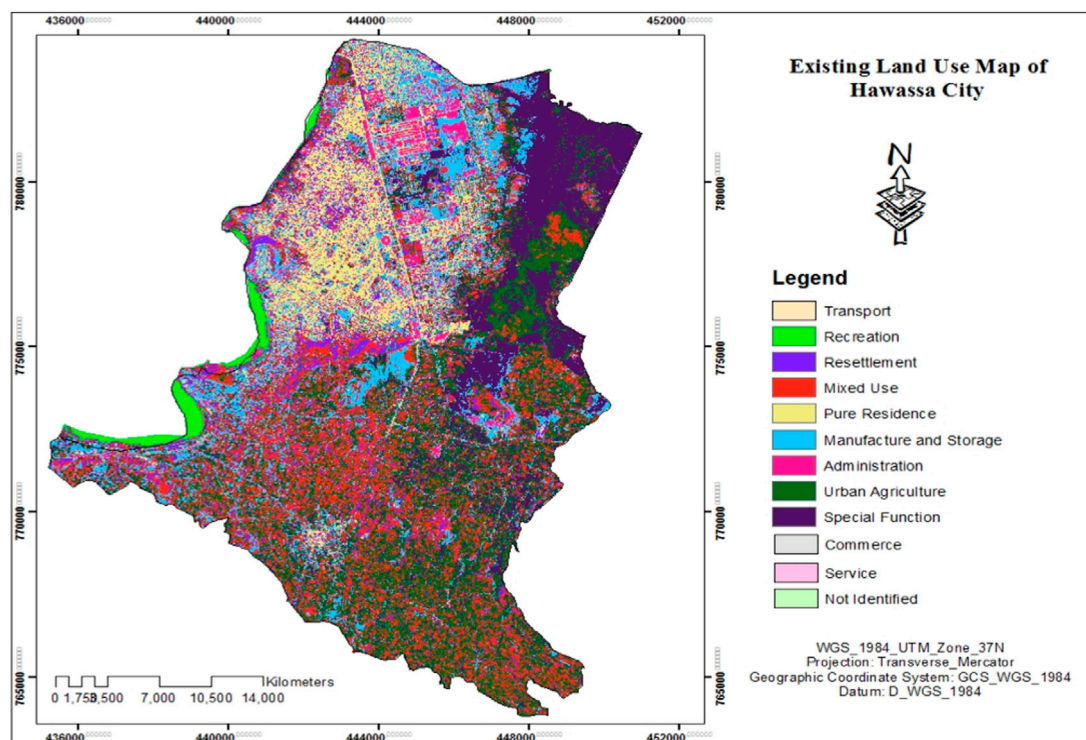 436000 440000 444000 448000 452000
Existing Land Use Map of
Hawassa City
N
780000
780000
775000
775000
770000
770000
765000
765000
Legend
Transport
Recreation
Resettlement
Mixed Use
Pure Residence
Manufacture and Storage
Administration
Urban Agriculture
Special Function
Commerce
Service
Not Identified
WGS_1984_UTM_Zone_37N
Projection: Transverse_Mercator
Geographic Coordinate System: GCS_WGS_1984
Datum: D_WGS_1984
Kilometers
0 7,000 10,500 14,000
436000 440000 444000 448000 452000